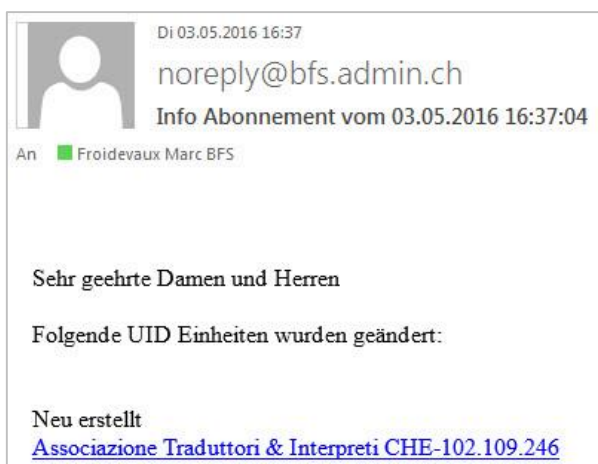 Di 03.05.2016 16:37
noreply@bfs.admin.ch
Info Abonnement vom 03.05.2016 16:37:04
An Froidevaux Marc BFS
Sehr geehrte Damen und Herren
Folgende UID Einheiten wurden geändert:
Neu erstellt
Associazione Traduttori & Interpreti CHE-102.109.246